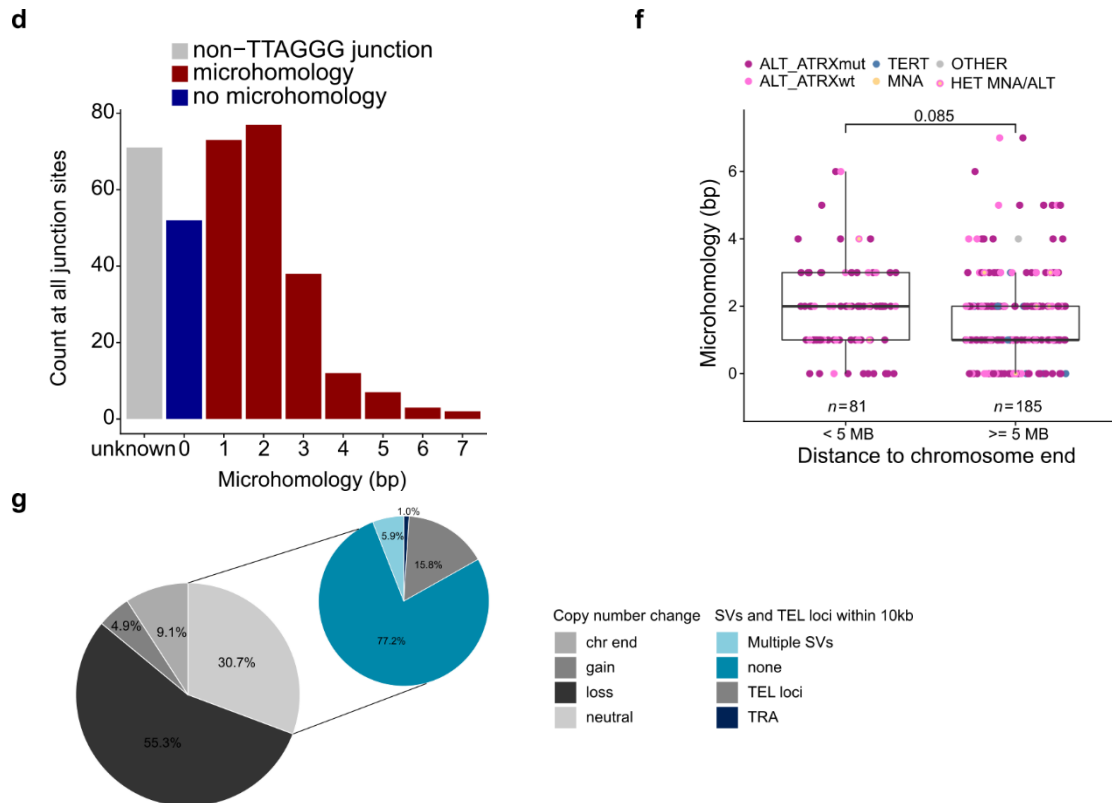 d
non−TTAGGG junction
microhomology
no microhomology
Count at all junction sites
80
60
40
20
0
unknown 0 1 2 3 4 5 6 7
Microhomology (bp)
f
ALT_ATRXmut TERT OTHER
ALT_ATRXwt MNA HET MNA/ALT
0.085
Microhomology (bp)
6
4
2
0
n=81 n=185
< 5 MB >= 5 MB
Distance to chromosome end
g
1.0%
5.9%
15.8%
77.2%
4.9%
9.1%
30.7%
55.3%
Copy number change
chr end
gain
loss
neutral
SVs and TEL loci within 10kb
Multiple SVs
none
TEL loci
TRA